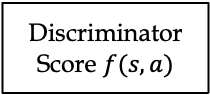 Discriminator
Score 𝑓(𝑠, 𝑎)